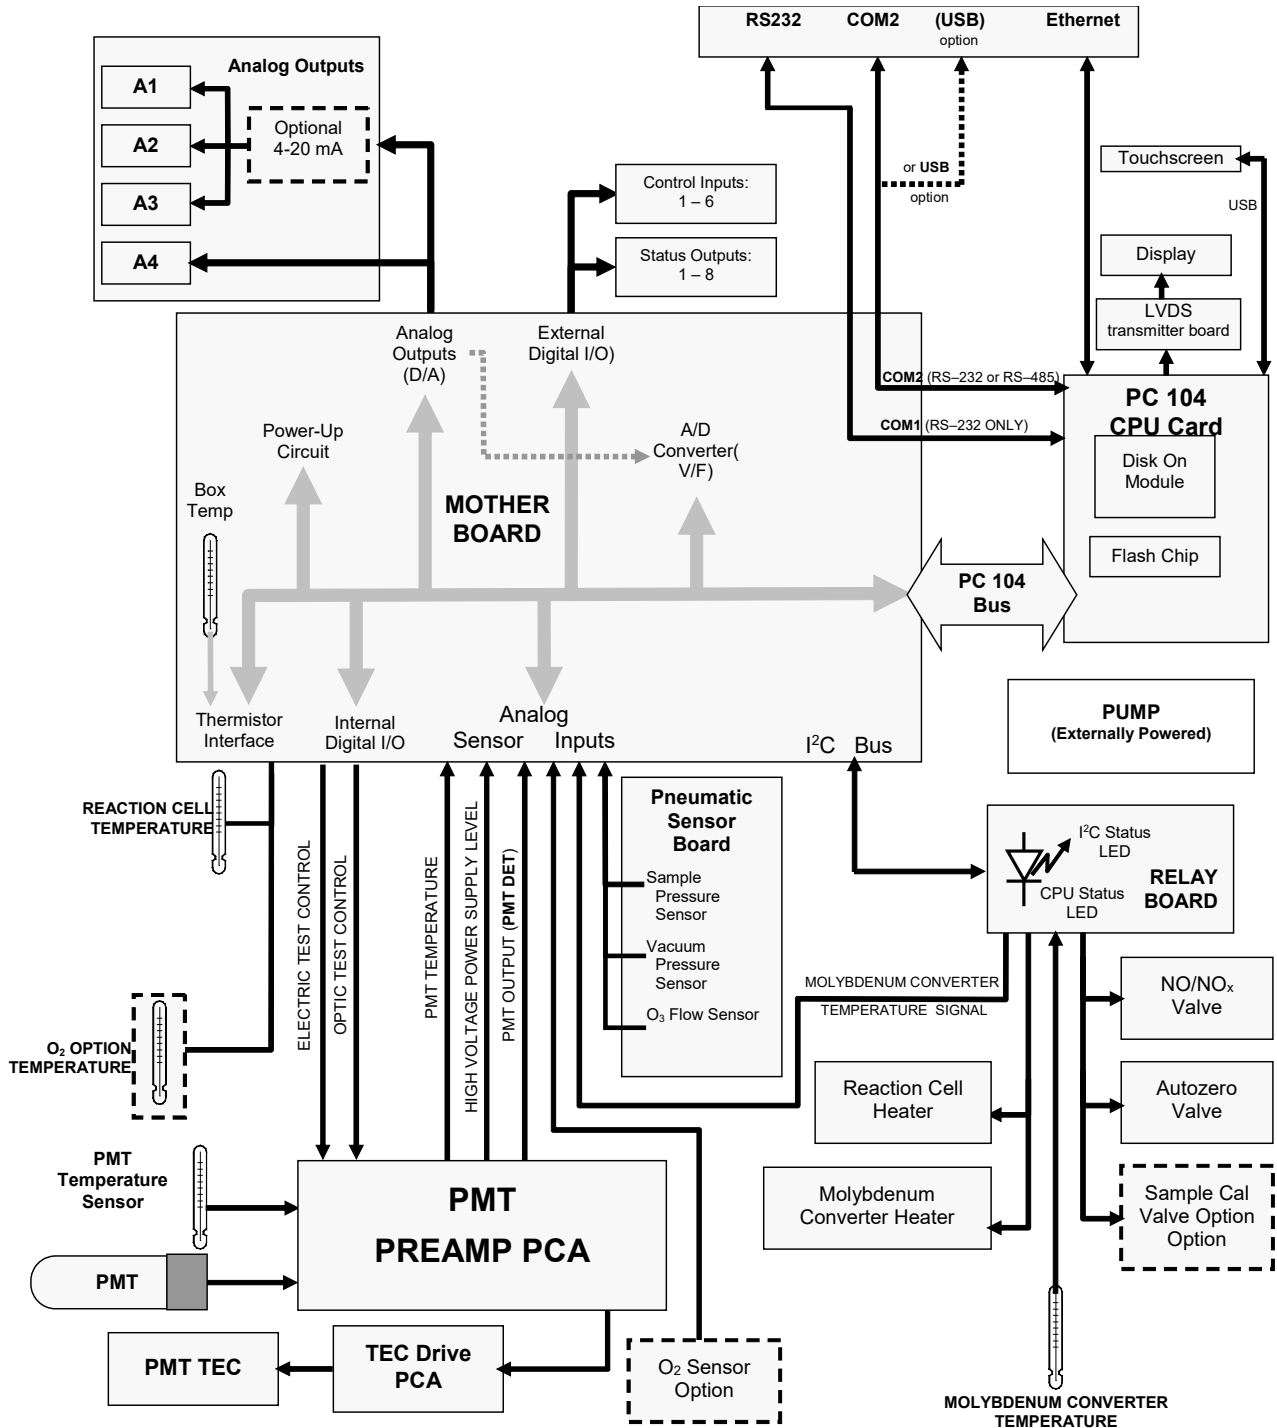 RS232 COM2 (USB) Ethernet
option
Analog Outputs
A1
A2
A3
A4
Optional
4-20 mA
Control Inputs:
1 – 6
Status Outputs:
1 – 8
or USB
option
Touchscreen
USB
Display
LVDS
transmitter board
Analog
Outputs
(D/A)
External
Digital I/O)
COM2 (RS–232 or RS–485)
COM1 (RS–232 ONLY)
PC 104
CPU Card
Disk On
Module
Flash Chip
Power-Up
Circuit
A/D
Converter(
V/F)
Box
Temp
MOTHER
BOARD
PC 104
Bus
Thermistor
Interface
Internal
Digital I/O
Analog
Sensor Inputs
I²C Bus
PUMP
(Externally Powered)
REACTION CELL
TEMPERATURE
ELECTRIC TEST CONTROL
OPTIC TEST CONTROL
PMT TEMPERATURE
HIGH VOLTAGE POWER SUPPLY LEVEL
PMT OUTPUT (PMT DET)
Pneumatic
Sensor
Board
Sample
Pressure
Sensor
Vacuum
Pressure
Sensor
O₃ Flow Sensor
I²C Status
LED
CPU Status
LED
RELAY
BOARD
MOLYBDENUM CONVERTER
TEMPERATURE SIGNAL
NO/NOₓ
Valve
O₂ OPTION
TEMPERATURE
Reaction Cell
Heater
Autozero
Valve
PMT
Temperature
Sensor
PMT
PREAMP PCA
Molybdenum
Converter Heater
Sample Cal
Valve Option
Option
PMT
PMT TEC
TEC Drive
PCA
O₂ Sensor
Option
MOLYBDENUM CONVERTER
TEMPERATURE